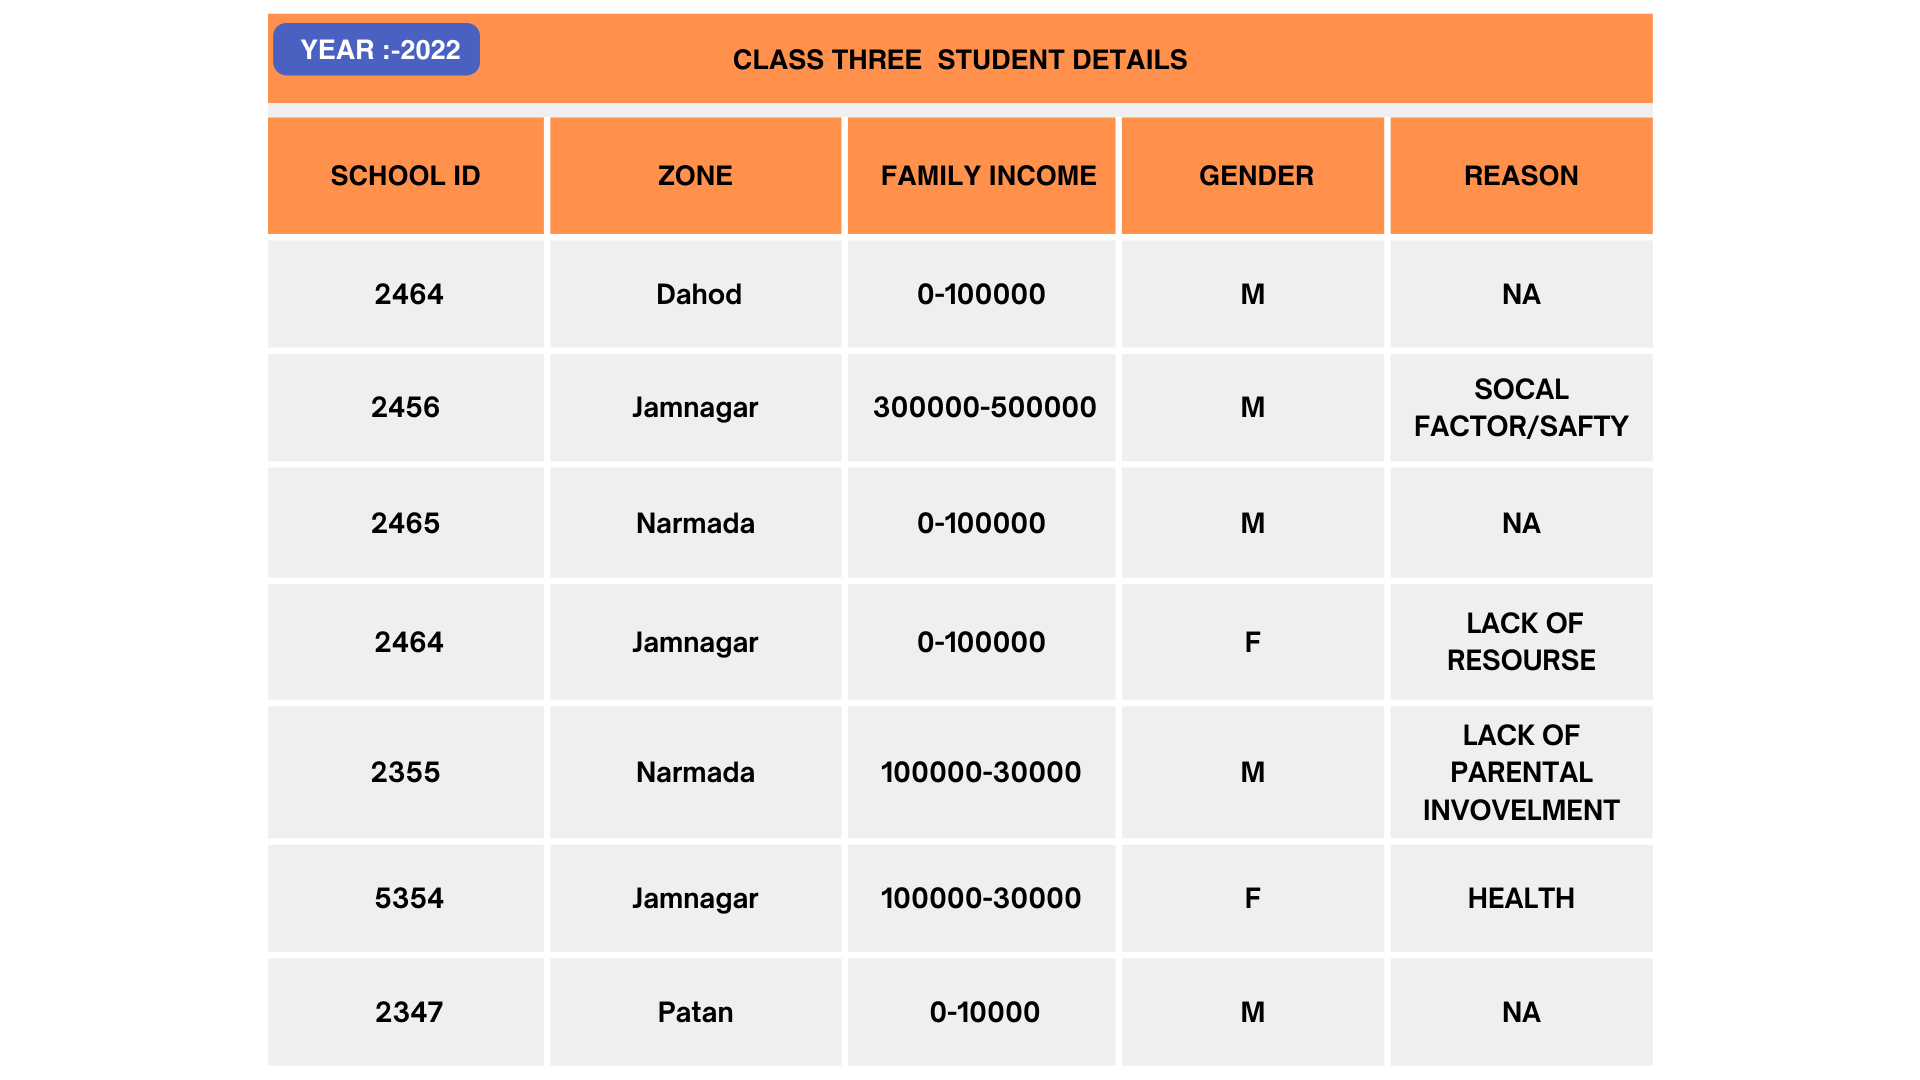 YEAR :-2022
CLASS THREE  STUDENT DETAILS
SCHOOL ID ZONE FAMILY INCOME GENDER REASON
2464 Dahod 0-100000 M NA
2456 Jamnagar 300000-500000 M SOCAL
FACTOR/SAFTY
2465 Narmada 0-100000 M NA
2464 Jamnagar 0-100000 F LACK OF
RESOURSE
2355 Narmada 100000-30000 M LACK OF
PARENTAL
INVOVELMENT
5354 Jamnagar 100000-30000 F HEALTH
2347 Patan 0-10000 M NA